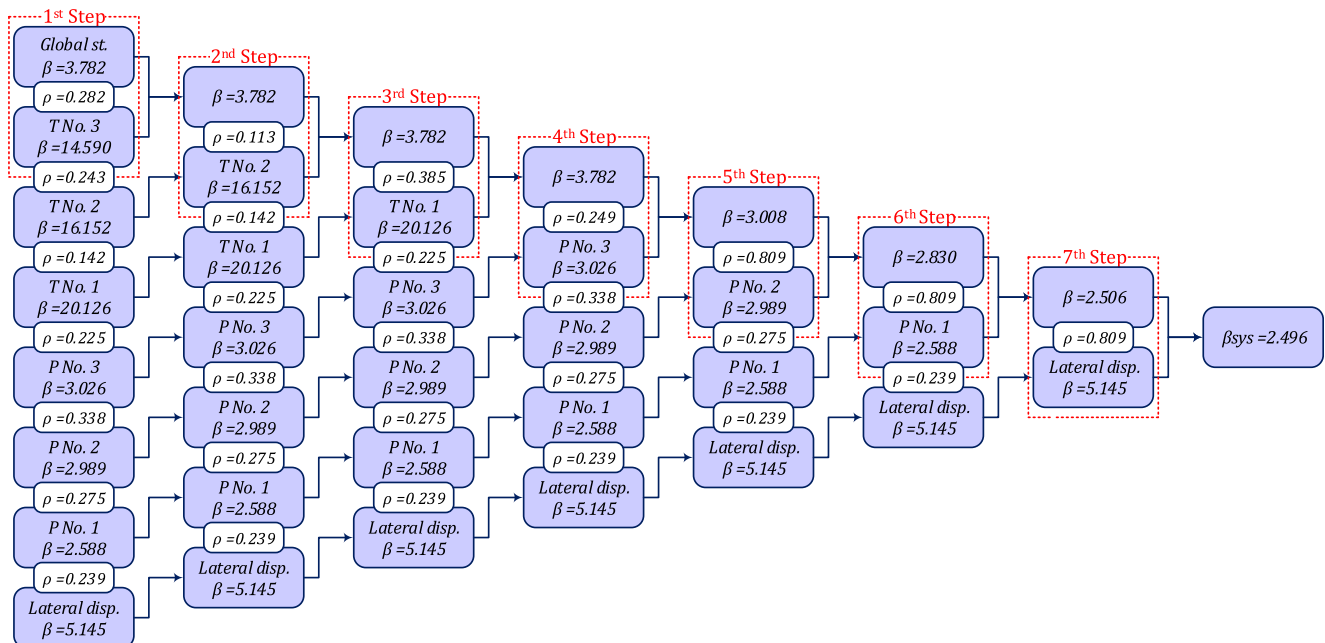 1st Step
Global st.
β =3.782
ρ =0.282
T No. 3
β =14.590
ρ =0.243
T No. 2
β =16.152
ρ =0.142
T No. 1
β =20.126
ρ =0.225
P No. 3
β =3.026
ρ =0.338
P No. 2
β =2.989
ρ =0.275
P No. 1
β =2.588
ρ =0.239
Lateral disp.
β =5.145
2nd Step
β =3.782
ρ =0.113
T No. 2
β =16.152
ρ =0.142
T No. 1
β =20.126
ρ =0.225
P No. 3
β =3.026
ρ =0.338
P No. 2
β =2.989
ρ =0.275
P No. 1
β =2.588
ρ =0.239
Lateral disp.
β =5.145
3rd Step
β =3.782
ρ =0.385
T No. 1
β =20.126
ρ =0.225
P No. 3
β =3.026
ρ =0.338
P No. 2
β =2.989
ρ =0.275
P No. 1
β =2.588
ρ =0.239
Lateral disp.
β =5.145
4th Step
β =3.782
ρ =0.249
P No. 3
β =3.026
ρ =0.338
P No. 2
β =2.989
ρ =0.275
P No. 1
β =2.588
ρ =0.239
Lateral disp.
β =5.145
5th Step
β =3.008
ρ =0.809
P No. 2
β =2.989
ρ =0.275
P No. 1
β =2.588
ρ =0.239
Lateral disp.
β =5.145
6th Step
β =2.830
ρ =0.809
P No. 1
β =2.588
ρ =0.239
Lateral disp.
β =5.145
7th Step
β =2.506
ρ =0.809
Lateral disp.
β =5.145
βsys =2.496